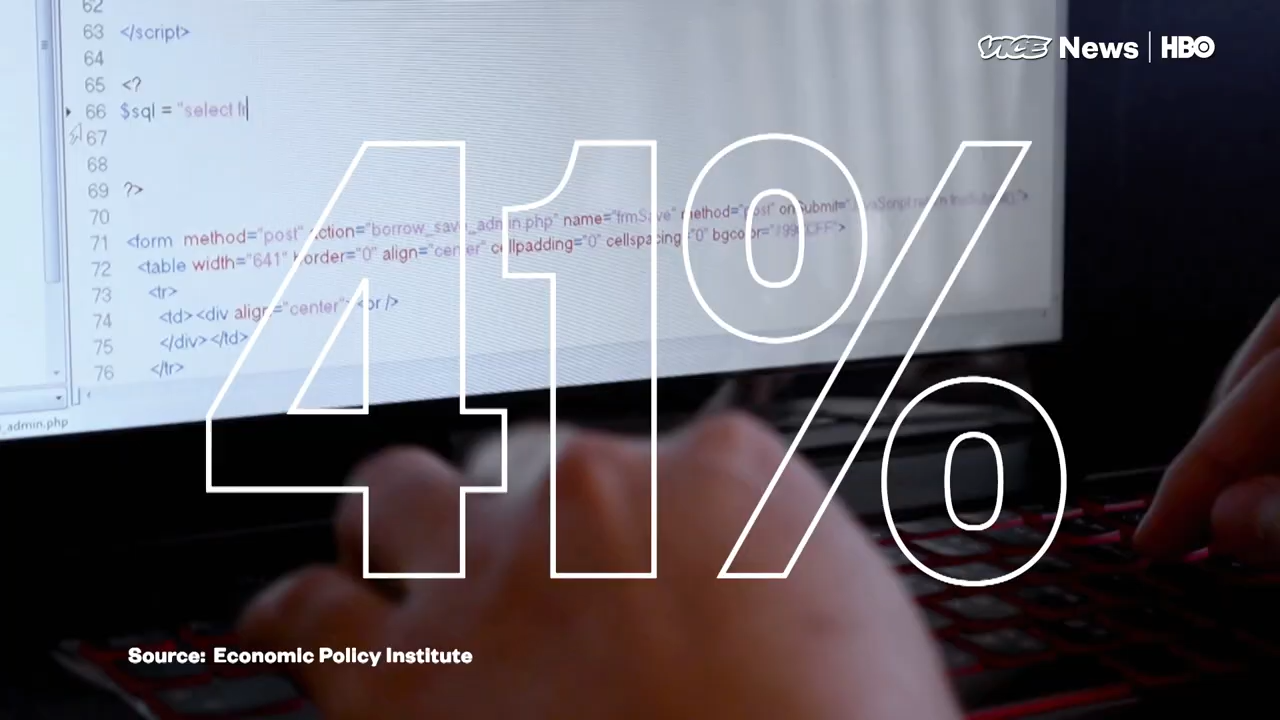 62
VICE News | HBO
63 </script>
64
65 <?
66 $sql = "select
67
68
69 ?>
70
71 <form method="post" action="borrow_save_admin.php" name="frmSave" method="post" onSubmit="
72 <table width="641" border="0" align="center" cellpadding="0" cellspacing="0" bgcolor=
73 <tr>
74 <td><div align="center"><br />
75 </div></td>
76 </tr>
_admin.php
41%
Source: Economic Policy Institute